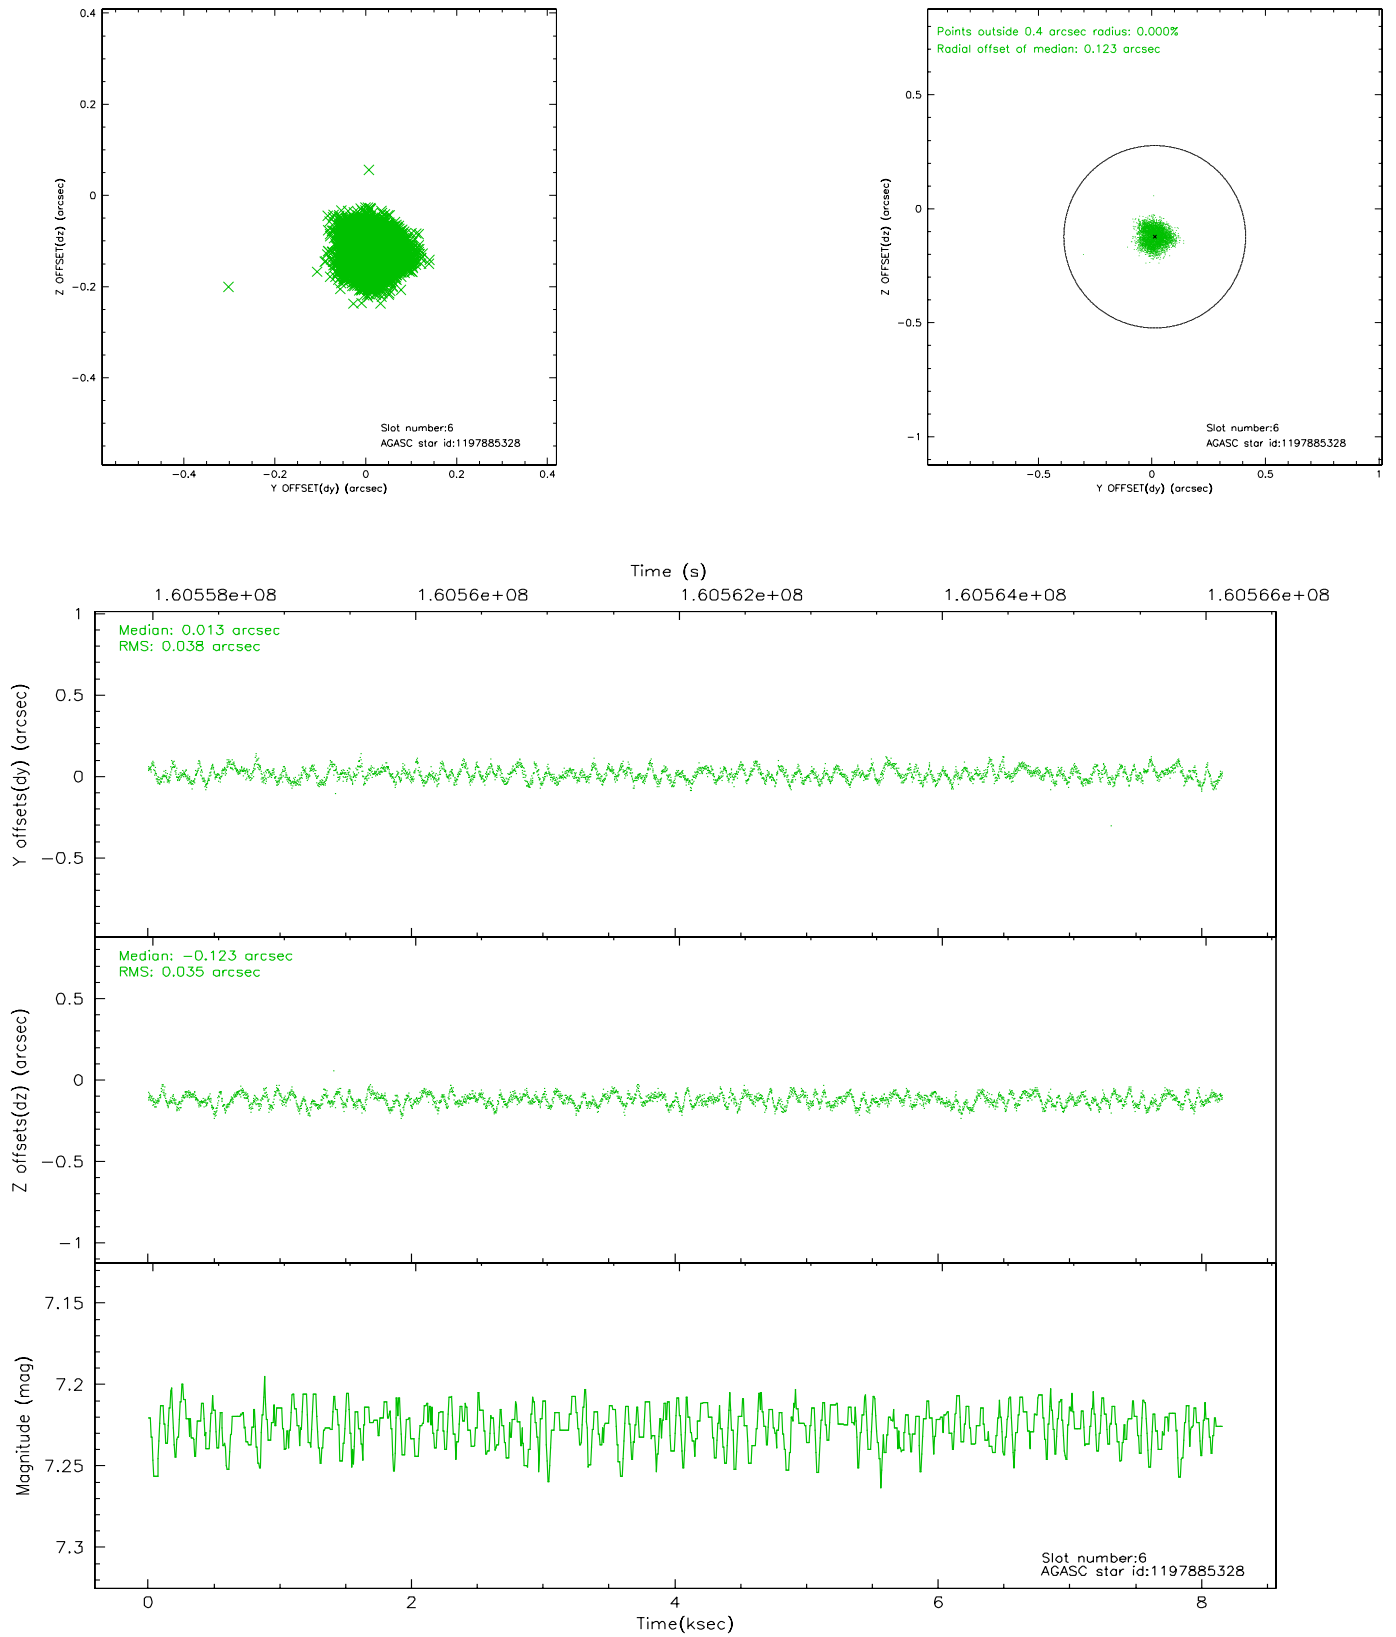 0.4
0.2
0
−0.2
−0.4
Z OFFSET(dz) (arcsec)
Slot number:6
AGASC star id:1197885328
−0.4 −0.2 0 0.2 0.4
Y OFFSET(dy) (arcsec)
Points outside 0.4 arcsec radius: 0.000%
Radial offset of median: 0.123 arcsec
0.5
0
−0.5
−1
Z OFFSET(dz) (arcsec)
Slot number:6
AGASC star id:1197885328
−0.5 0 0.5 1
Y OFFSET(dy) (arcsec)
Time (s)
1.60558e+08 1.6056e+08 1.60562e+08 1.60564e+08 1.60566e+08
Median: 0.013 arcsec
RMS: 0.038 arcsec
1
0.5
0
−0.5
Y offsets(dy) (arcsec)
Median: −0.123 arcsec
RMS: 0.035 arcsec
0.5
0
−0.5
−1
Z offsets(dz) (arcsec)
7.15
7.2
7.25
7.3
Magnitude (mag)
Slot number:6
AGASC star id:1197885328
0 2 4 6 8
Time(ksec)